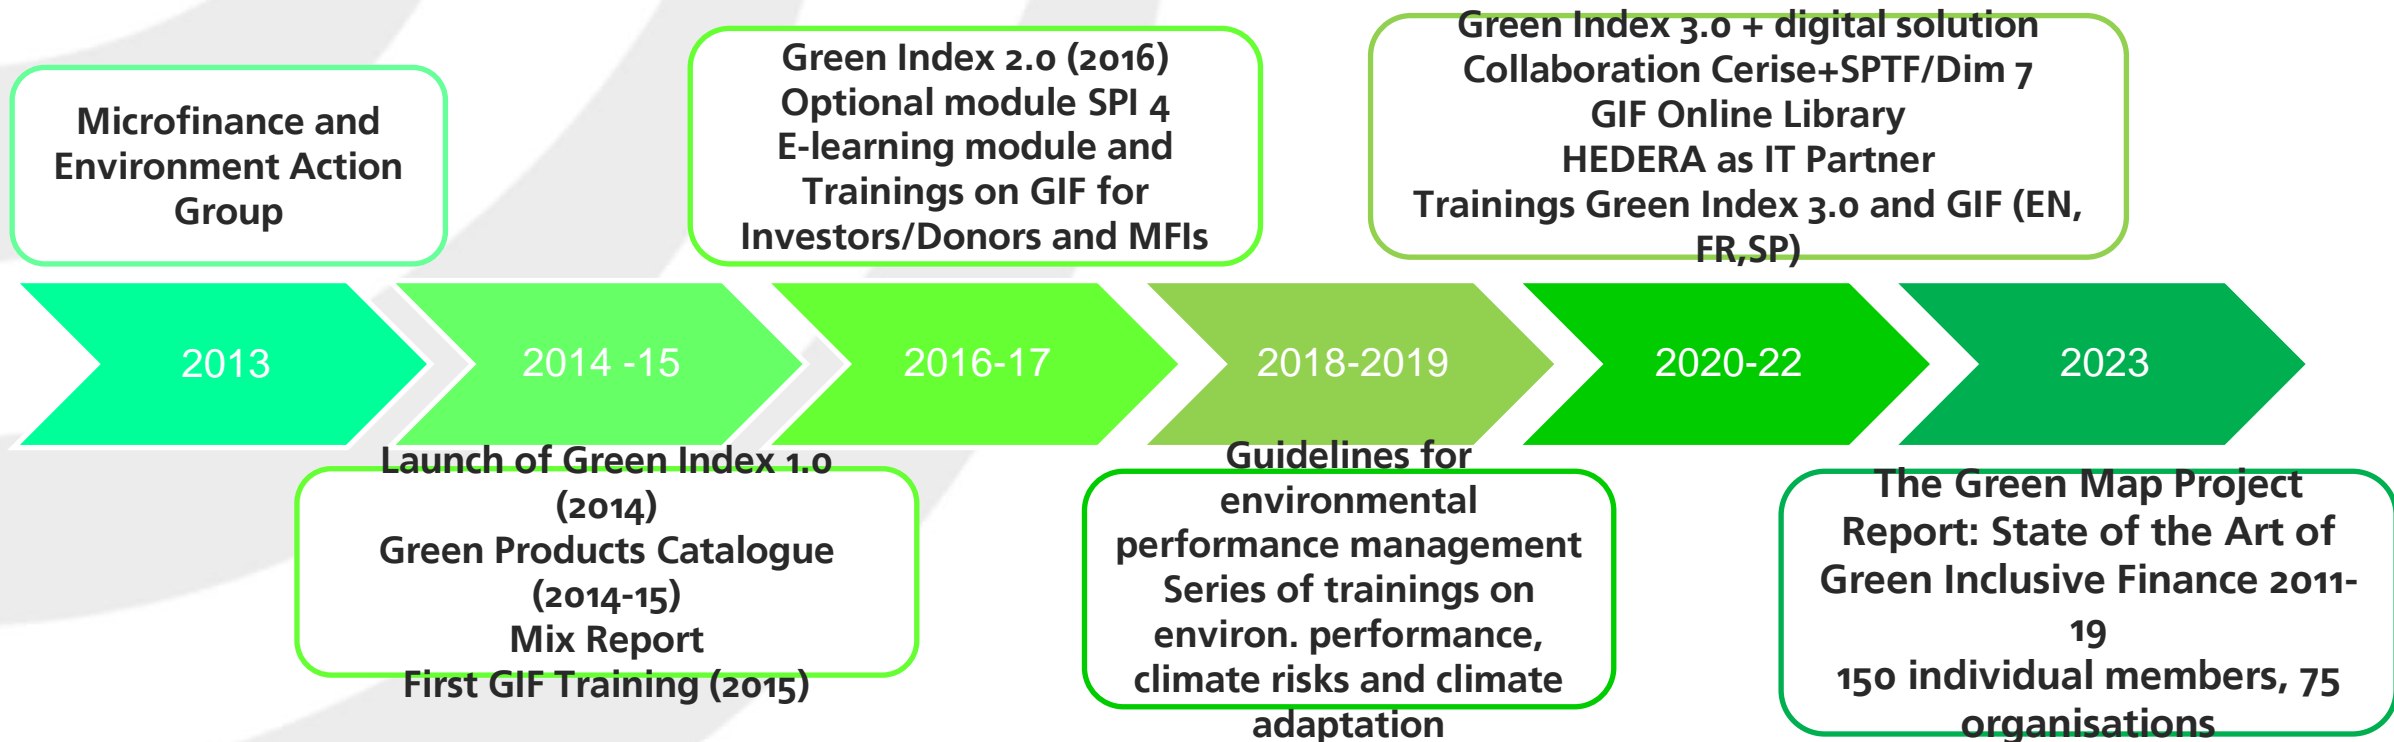 Microfinance and
Environment Action
Group
Green Index 2.0 (2016)
Optional module SPI 4
E-learning module and
Trainings on GIF for
Investors/Donors and MFIs
Green Index 3.0 + digital solution
Collaboration Cerise+SPTF/Dim 7
GIF Online Library
HEDERA as IT Partner
Trainings Green Index 3.0 and GIF (EN,
FR,SP)
2013
2014 -15
2016-17
2018-2019
2020-22
2023
Launch of Green Index 1.0
(2014)
Green Products Catalogue
(2014-15)
Mix Report
First GIF Training (2015)
Guidelines for
environmental
performance management
Series of trainings on
environ. performance,
climate risks and climate
adaptation
The Green Map Project
Report: State of the Art of
Green Inclusive Finance 2011-
19
150 individual members, 75
organisations